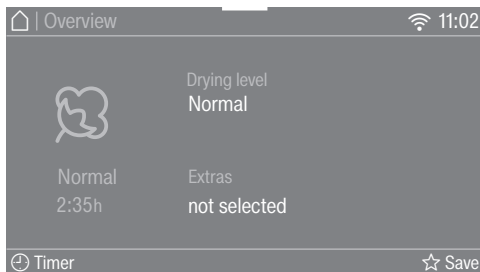 | Overview 11:02
Drying level
Normal
Normal
2:35h
Extras
not selected
Timer
Save